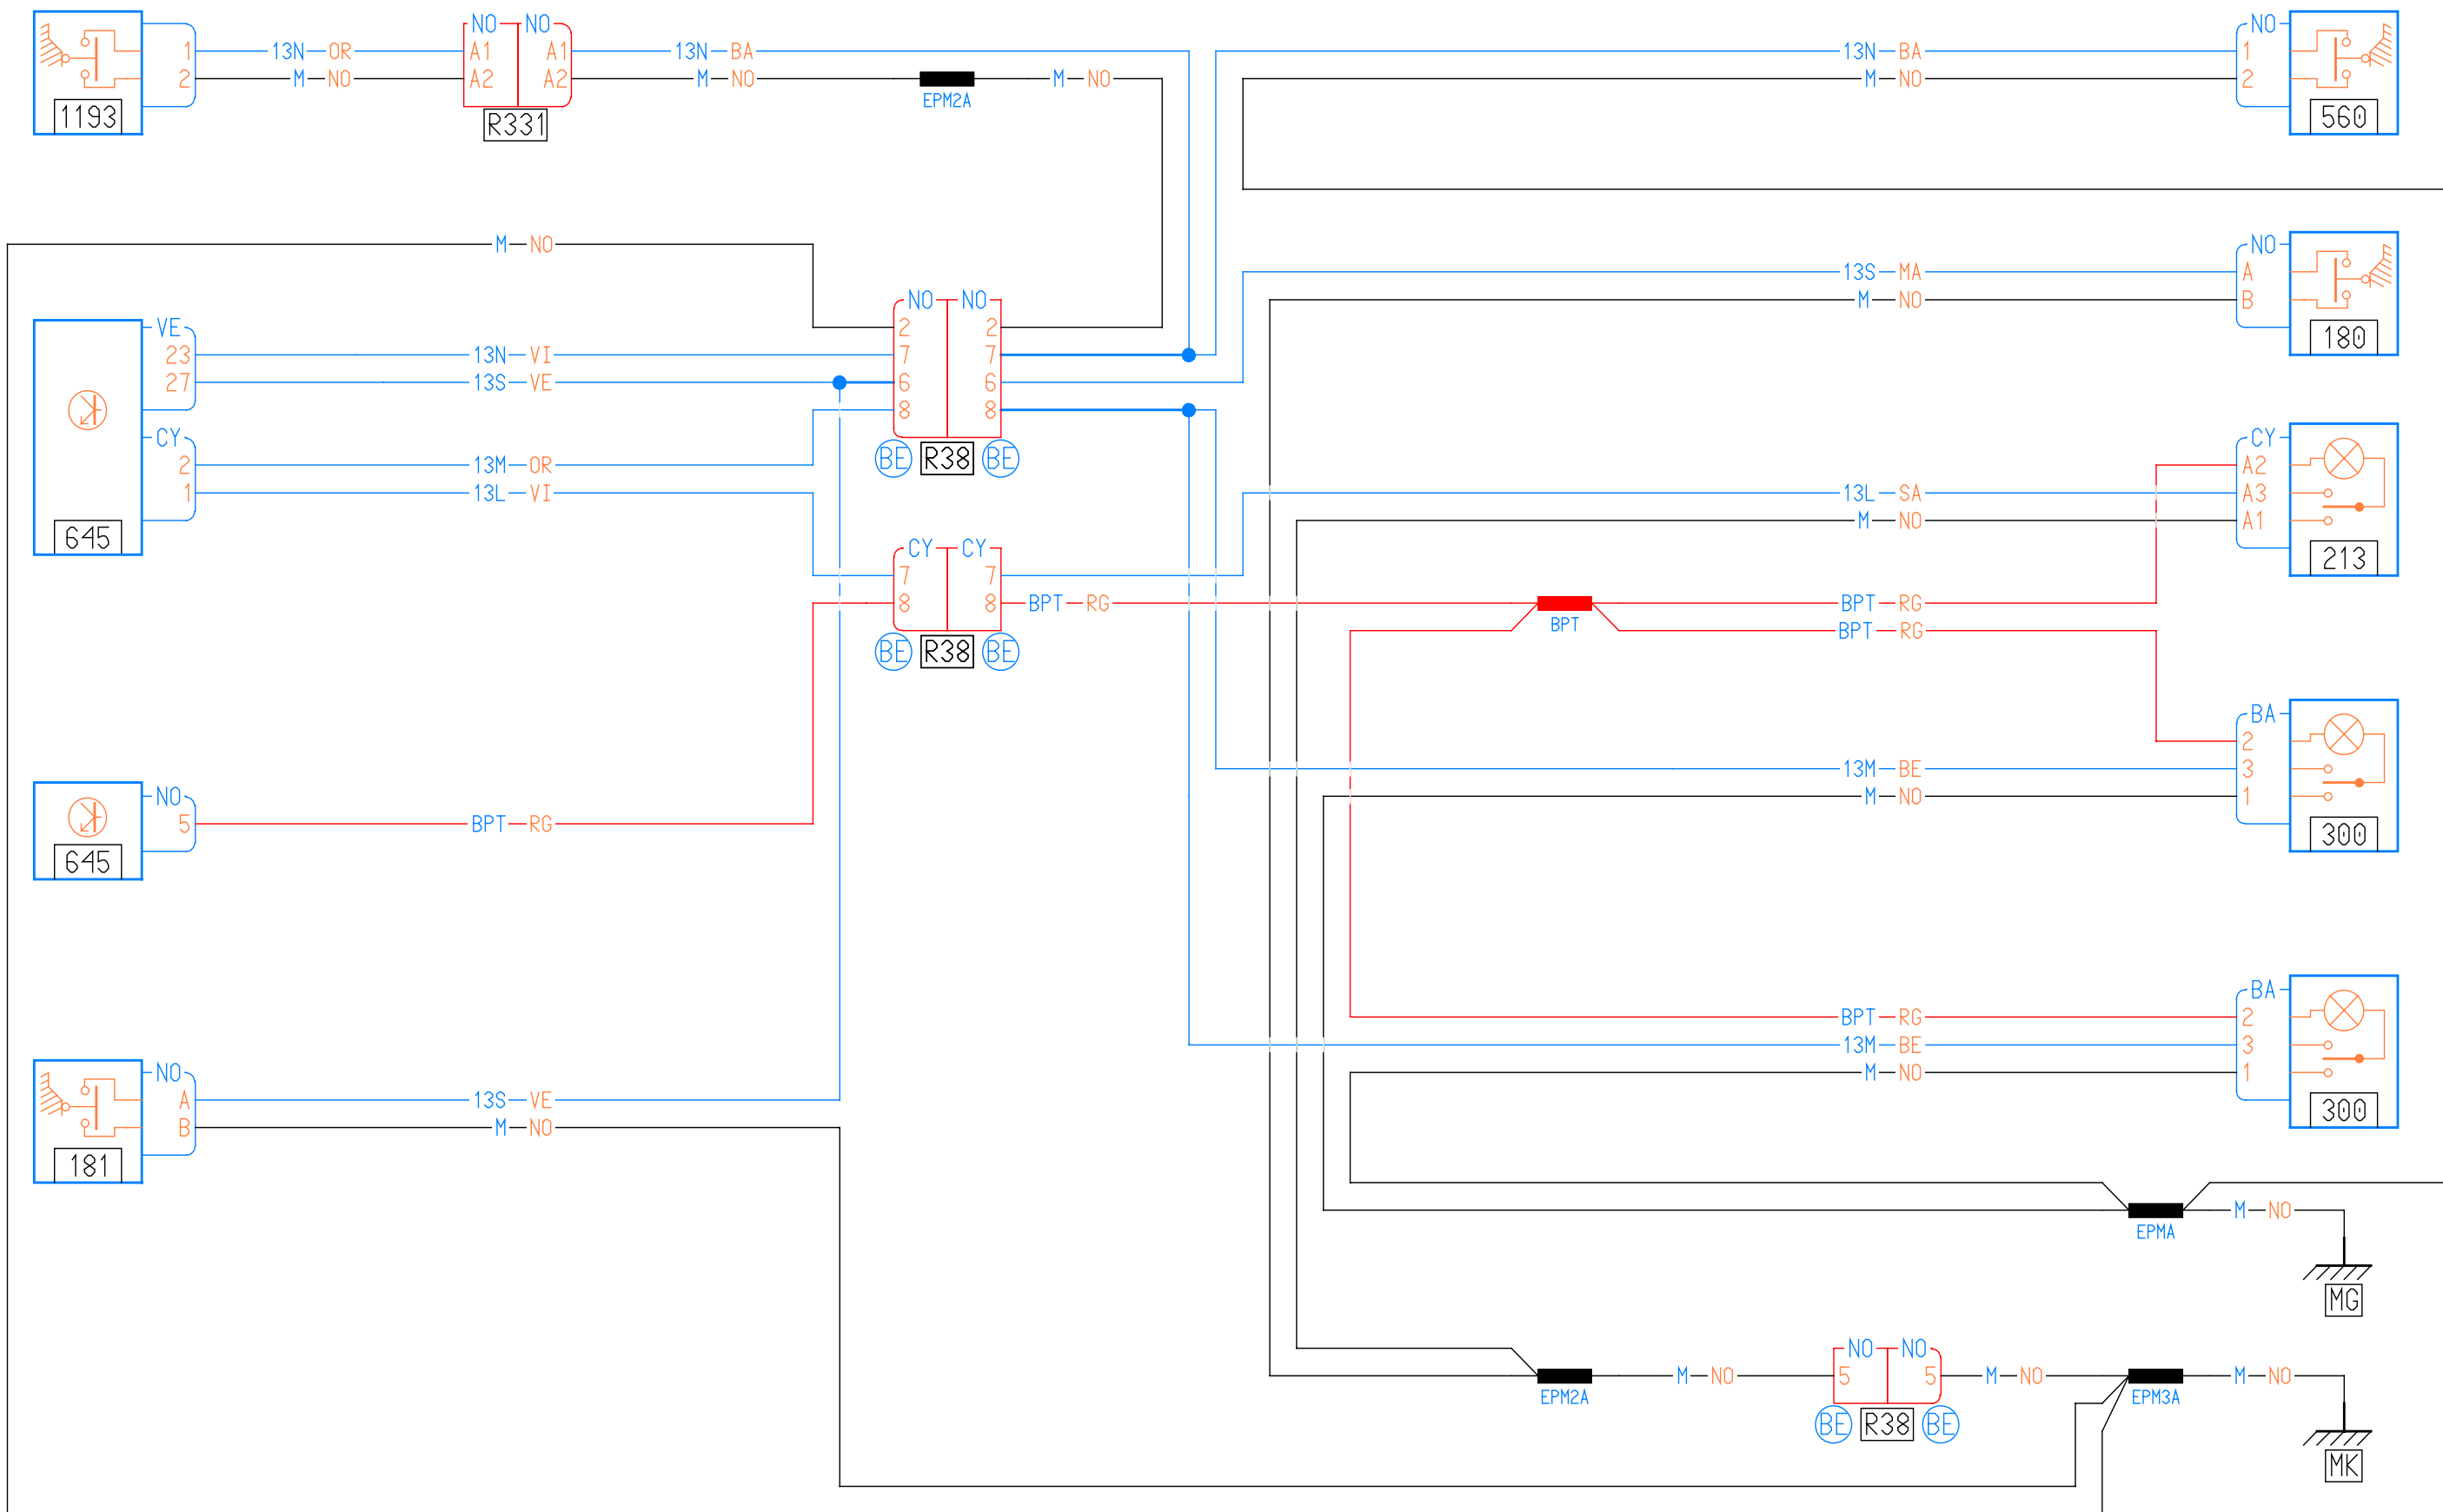 NO NO NO
1 13N OR A1 A1 13N BA 13N BA 1
2 M NO A2 A2 M NO M NO M NO 2
EPM2A
1193 R331 560
M NO NO
13S MA A
NO NO M NO B
VE 2 2
23 13N VI 7 7 180
27 13S VE 6 6
8 8
CY CY
2 13M OR BE R38 BE A2
1 13L VI 13L SA A3
M NO A1
645 CY CY 213
7 7
8 8 BPT RG BPT RG
BPT BPT RG
BE R38 BE
BA
2
13M BE 3
NO M NO 1
5 BPT RG
645 300
BA
BPT RG 2
13M BE 3
NO M NO 1
A 13S VE
B M NO 300
181
M NO
EPMA
MG
NO NO
M NO 5 5 M NO M NO
EPM2A EPM3A
BE R38 BE
MK